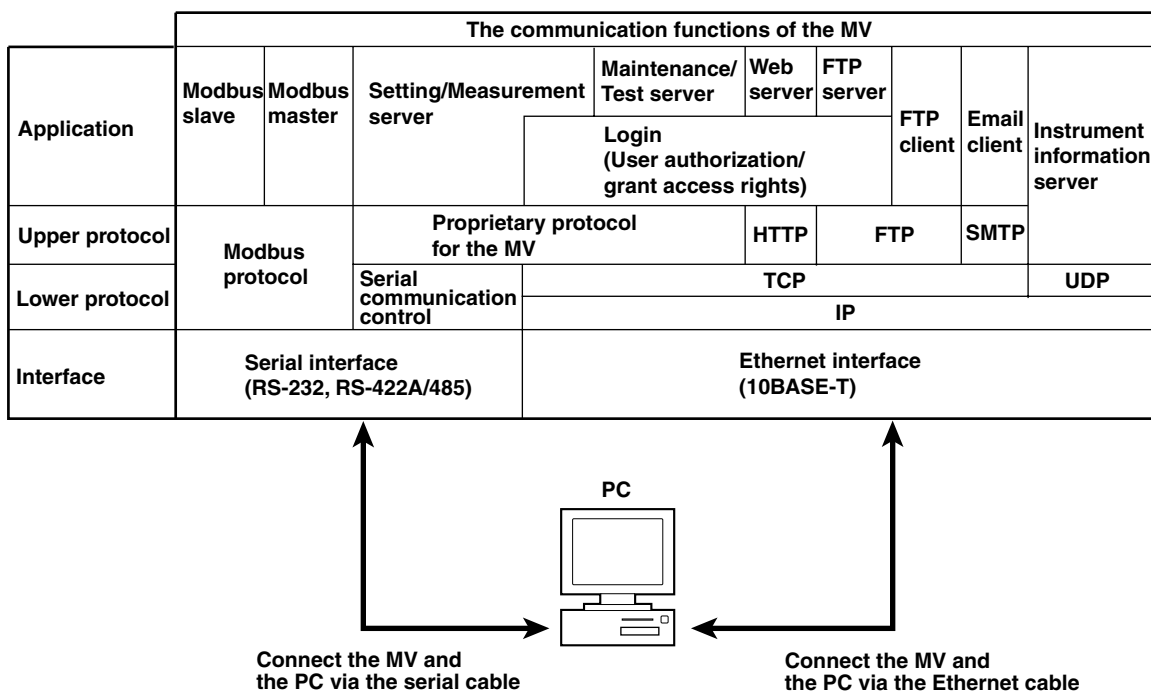 The communication functions of the MV
Application
Modbus
slave
Modbus
master
Setting/Measurement
server
Maintenance/
Test server
Web
server
FTP
server
Login
(User authorization/
grant access rights)
FTP
client
Email
client
Instrument
information
server
Upper protocol
Modbus
protocol
Proprietary protocol
for the MV
HTTP
FTP
SMTP
Lower protocol
Serial
communication
control
TCP
UDP
IP
Interface
Serial interface
(RS-232, RS-422A/485)
Ethernet interface
(10BASE-T)
PC
Connect the MV and
the PC via the serial cable
Connect the MV and
the PC via the Ethernet cable